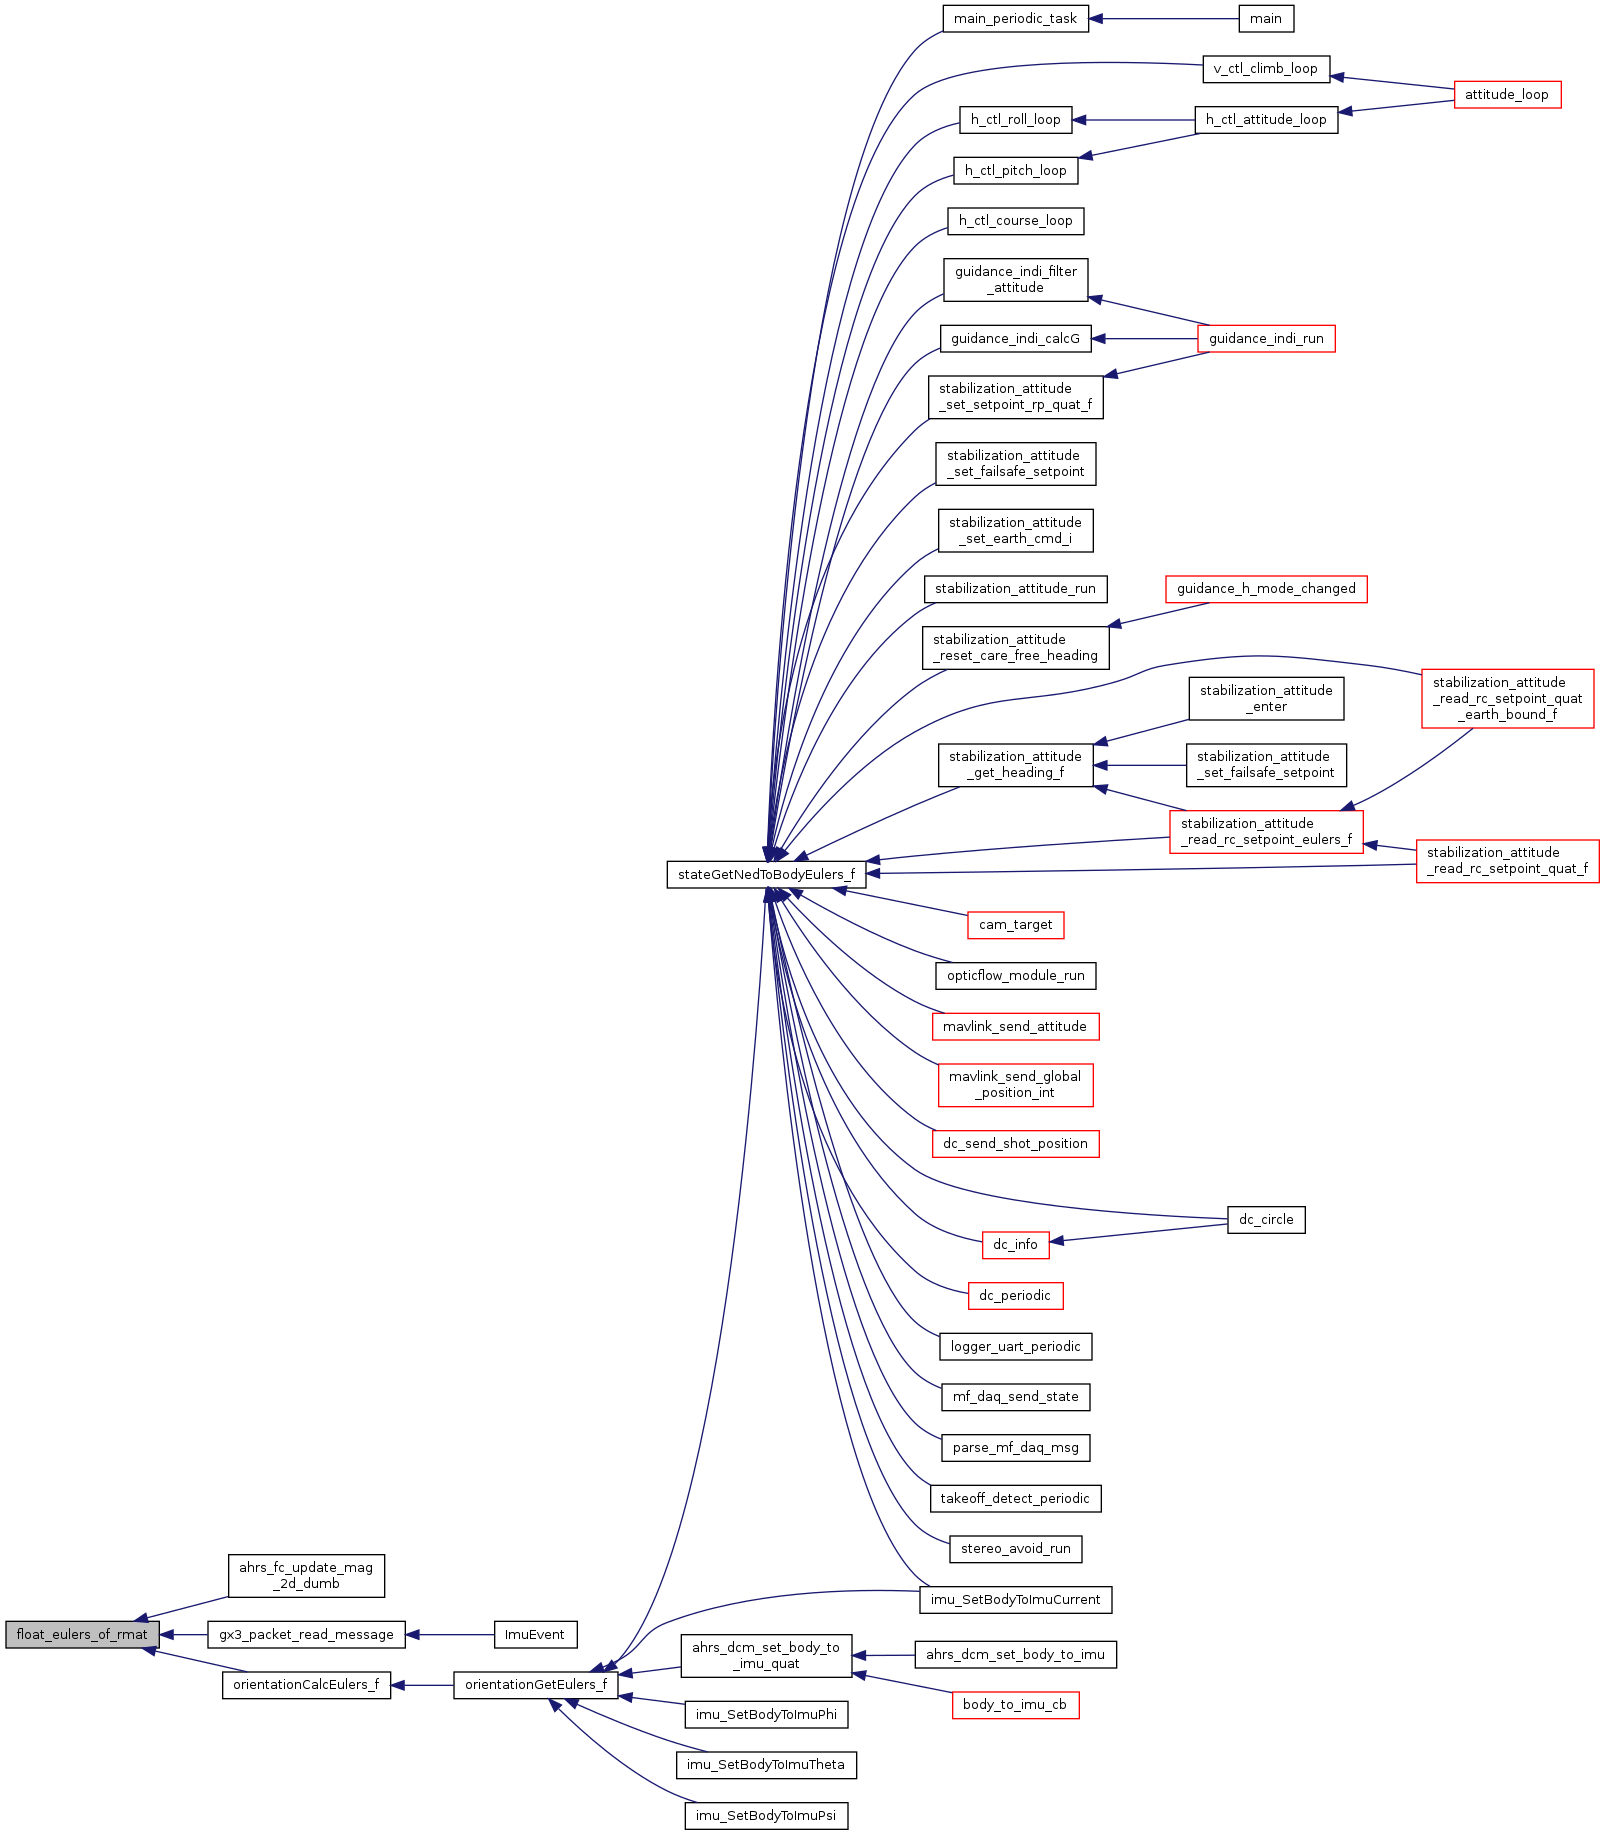 main_periodic_task
main
v_ctl_climb_loop
attitude_loop
h_ctl_roll_loop
h_ctl_attitude_loop
h_ctl_pitch_loop
h_ctl_course_loop
guidance_indi_filter
_attitude
guidance_indi_calcG
guidance_indi_run
stabilization_attitude
_set_setpoint_rp_quat_f
stabilization_attitude
_set_failsafe_setpoint
stabilization_attitude
_set_earth_cmd_i
stabilization_attitude_run
guidance_h_mode_changed
stabilization_attitude
_reset_care_free_heading
stabilization_attitude
_read_rc_setpoint_quat
_earth_bound_f
stabilization_attitude
_enter
stabilization_attitude
_get_heading_f
stabilization_attitude
_set_failsafe_setpoint
stabilization_attitude
_read_rc_setpoint_eulers_f
stabilization_attitude
_read_rc_setpoint_quat_f
stateGetNedToBodyEulers_f
cam_target
opticflow_module_run
mavlink_send_attitude
mavlink_send_global
_position_int
dc_send_shot_position
dc_circle
dc_info
dc_periodic
logger_uart_periodic
mf_daq_send_state
parse_mf_daq_msg
takeoff_detect_periodic
stereo_avoid_run
ahrs_fc_update_mag
_2d_dumb
imu_SetBodyToImuCurrent
float_eulers_of_rmat
gx3_packet_read_message
ImuEvent
ahrs_dcm_set_body_to
_imu_quat
ahrs_dcm_set_body_to_imu
orientationCalcEulers_f
orientationGetEulers_f
body_to_imu_cb
imu_SetBodyToImuPhi
imu_SetBodyToImuTheta
imu_SetBodyToImuPsi